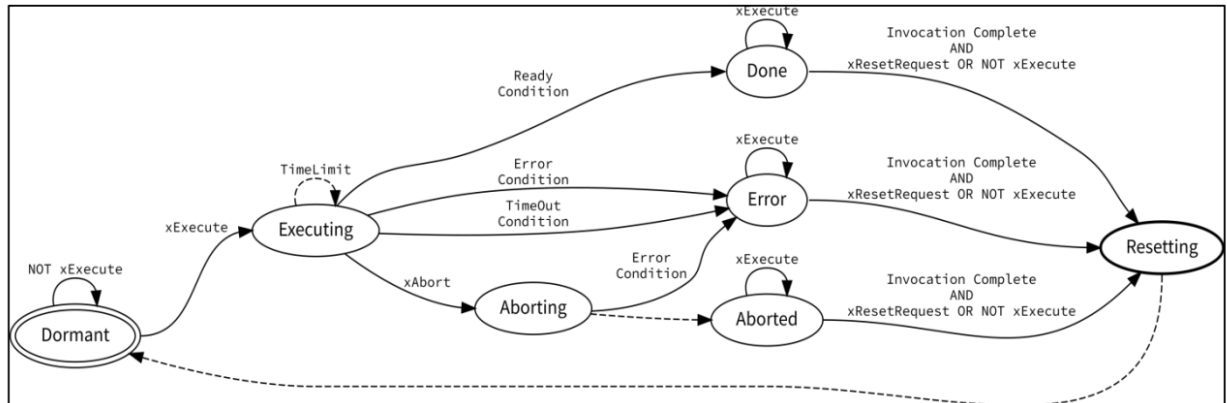 xExecute
Done
Invocation Complete
AND
xResetRequest OR NOT xExecute
Ready
Condition
TimeLimit
Executing
Error
Condition
TimeOut
Condition
xExecute
Error
Invocation Complete
AND
xResetRequest OR NOT xExecute
xExecute
Resetting
NOT xExecute
Dormant
xAbort
Aborting
Error
Condition
xExecute
Aborted
Invocation Complete
AND
xResetRequest OR NOT xExecute